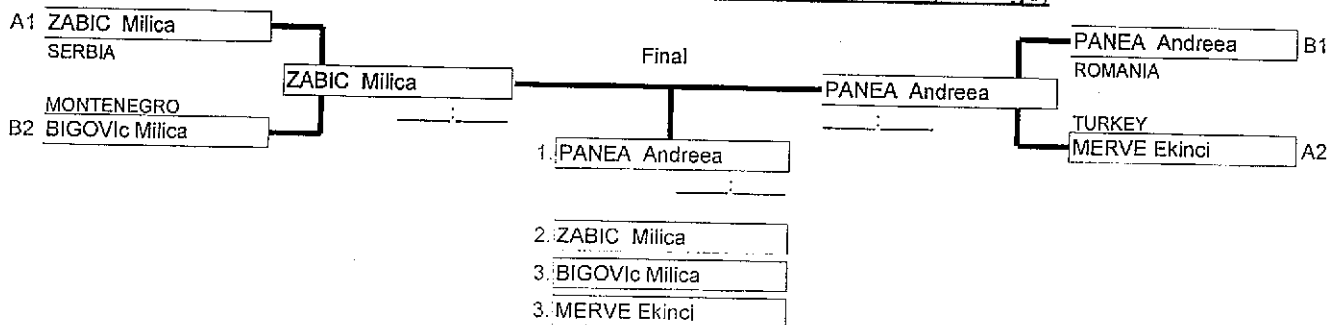 A1 ZABIC Milica
SERBIA
MONTENEGRO
B2 BIGOVIc Milica
ZABIC Milica
Final
PANEA Andreea
PANEA Andreea B1
ROMANIA
TURKEY
MERVE Ekinci A2
1. PANEA Andreea
2. ZABIC Milica
3. BIGOVIc Milica
3. MERVE Ekinci